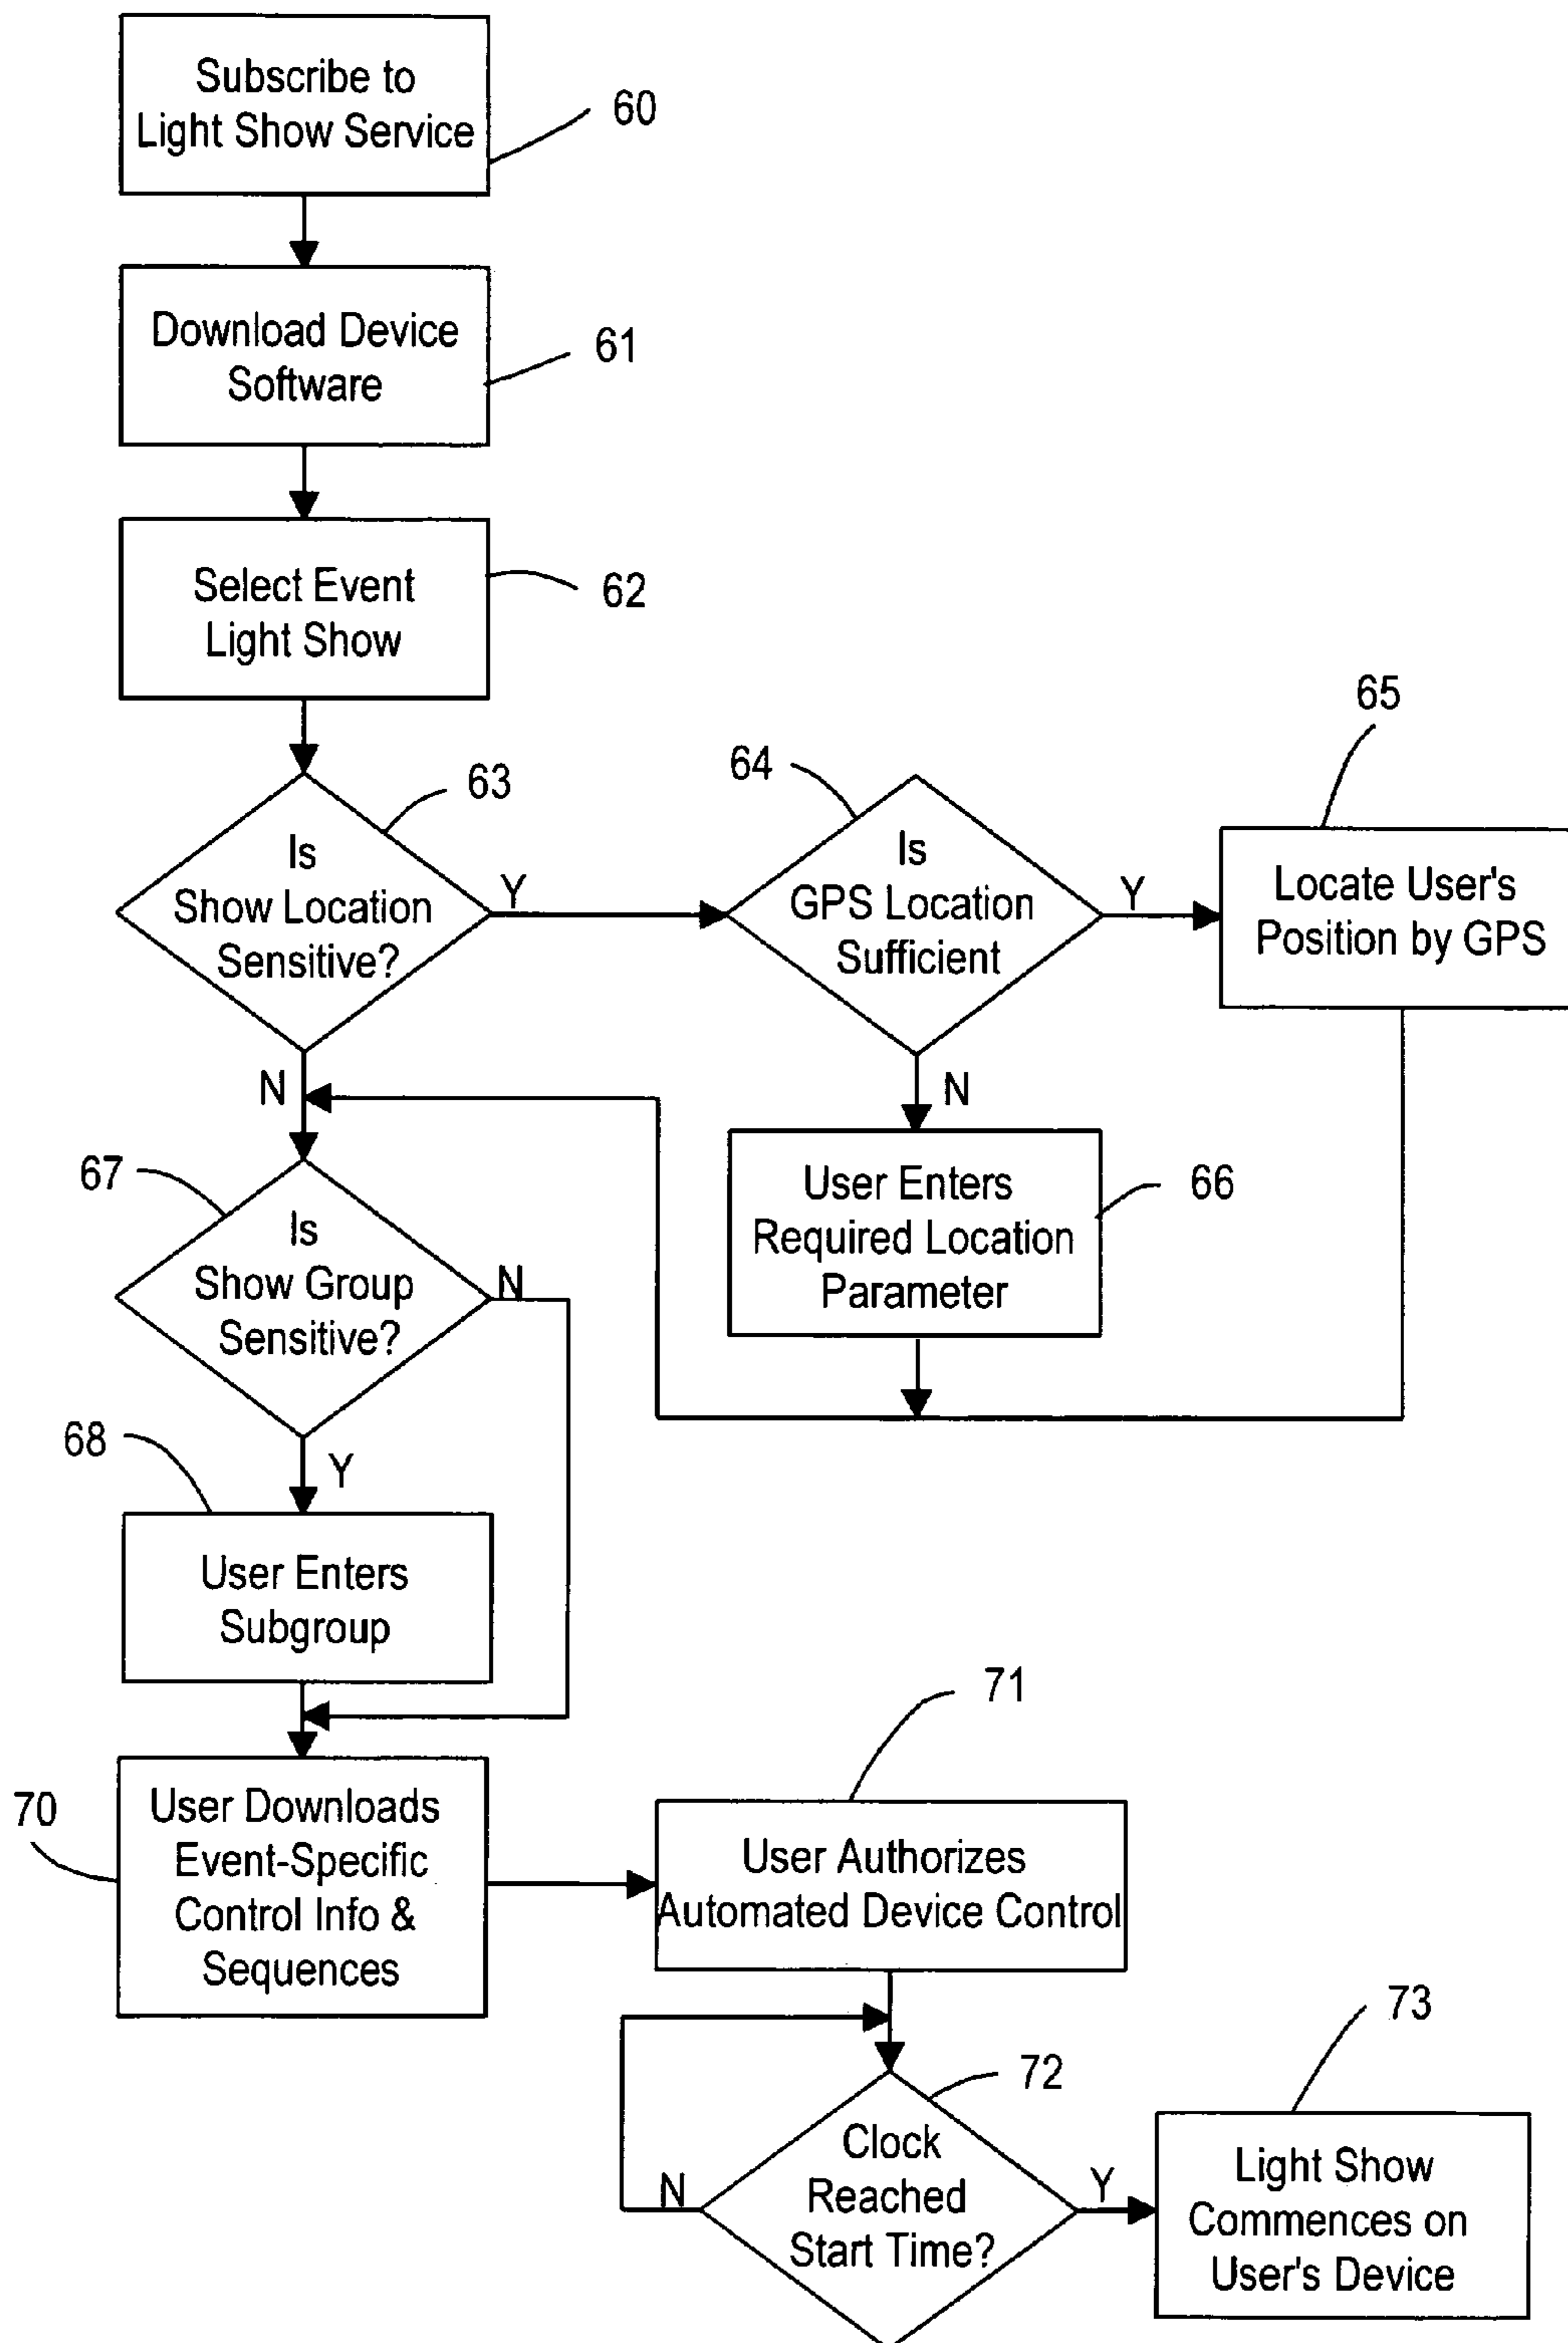 Subscribe to
Light Show Service
60
Download Device
Software
61
Select Event
Light Show
62
Is
Show Location
Sensitive?
63
Y
N
Is
GPS Location
Sufficient
64
Y
N
Locate User's
Position by GPS
65
User Enters
Required Location
Parameter
66
Is
Show Group
Sensitive?
67
N
Y
User Enters
Subgroup
68
User Downloads
Event-Specific
Control Info &
Sequences
70
User Authorizes
Automated Device Control
71
Clock
Reached
Start Time?
72
N
Y
Light Show
Commences on
User's Device
73